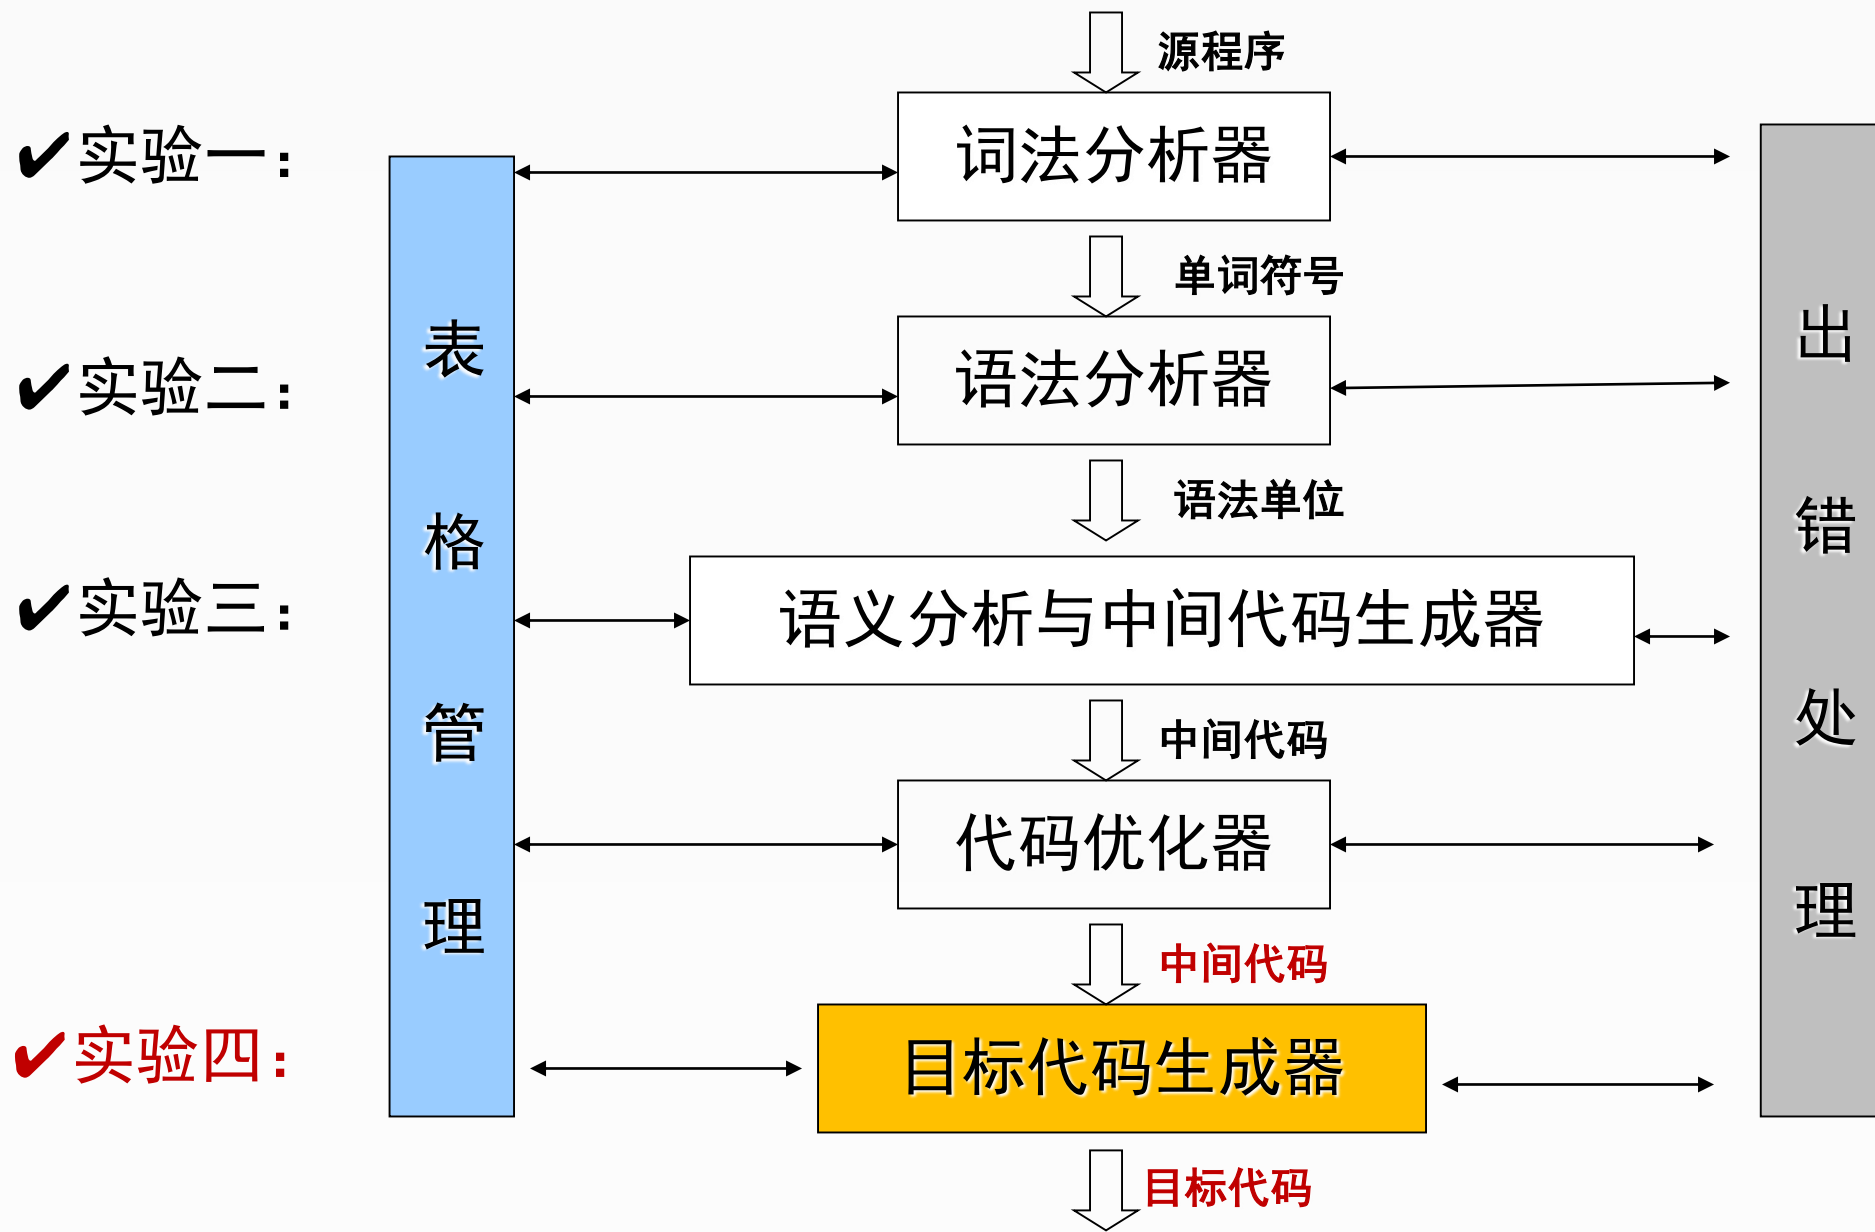 源程序
✔实验一：
词法分析器
单词符号
✔实验二：
语法分析器
语法单位
✔实验三：
语义分析与中间代码生成器
中间代码
代码优化器
中间代码
✔实验四：
目标代码生成器
目标代码
表
格
管
理
出
错
处
理